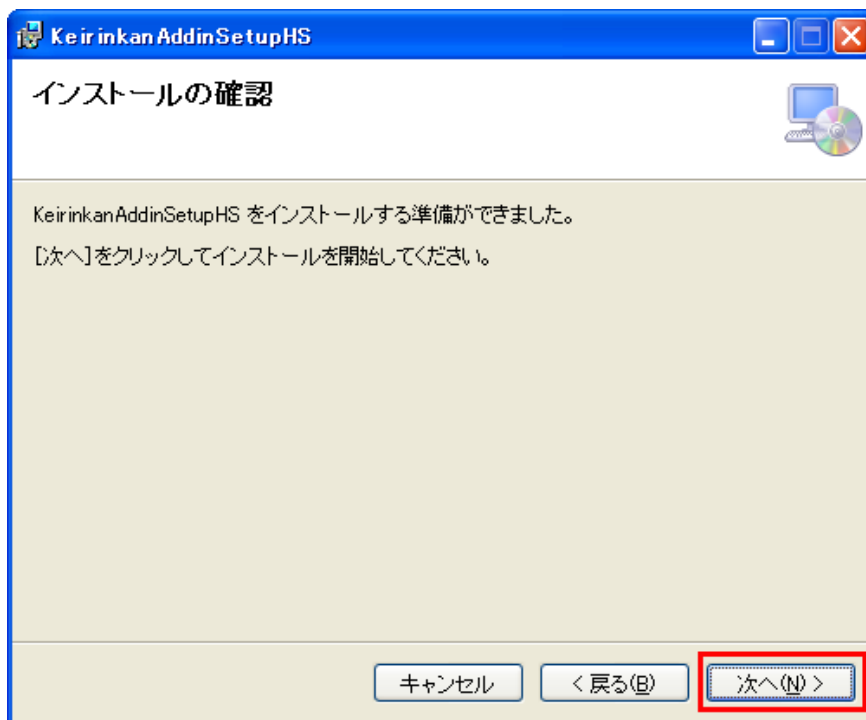 KeirinkanAddinSetupHS
インストールの確認
KeirinkanAddinSetupHS をインストールする準備ができました。
[次へ]をクリックしてインストールを開始してください。
キャンセル
< 戻る(B)
次へ(N) >